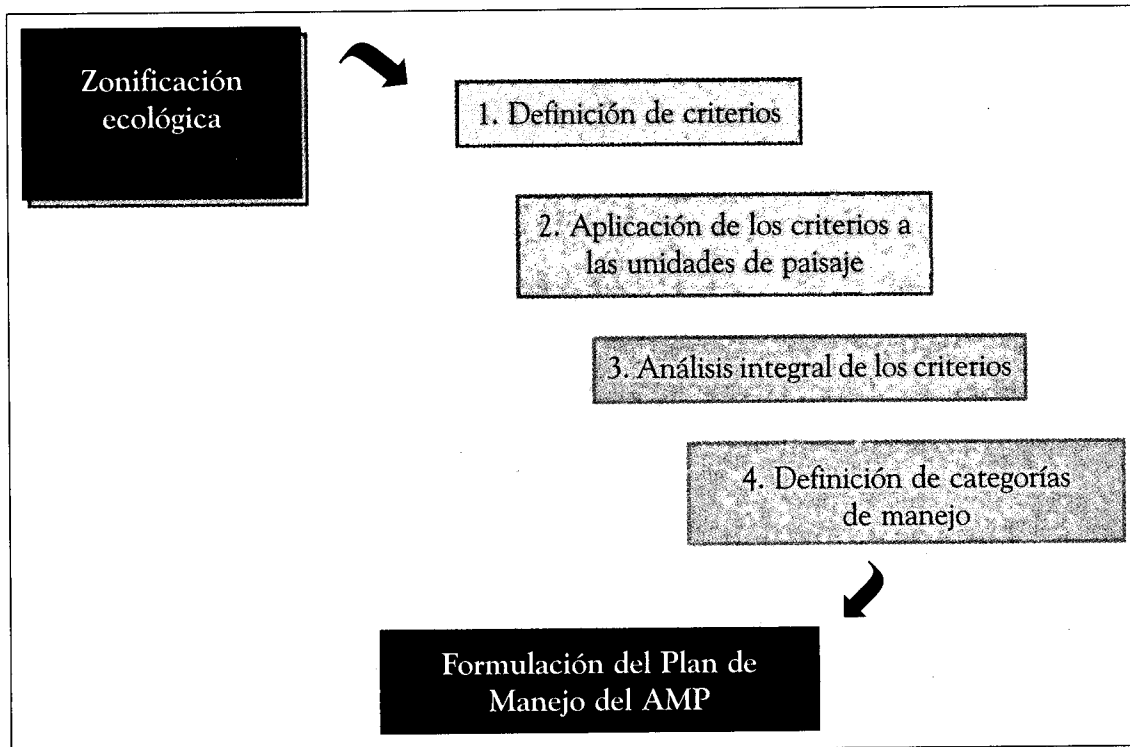 Zonificación
ecológica
1. Definición de criterios
2. Aplicación de los criterios a
las unidades de paisaje
3. Análisis integral de los criterios
4. Definición de categorías
de manejo
Formulación del Plan de
Manejo del AMP